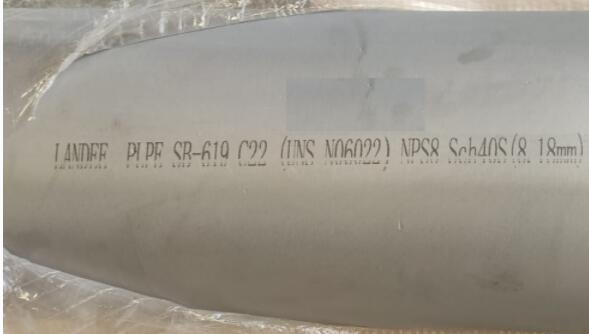 LANDEE PIPE SB-619 C22 (UNS N06022) NPS8 Sch40S(8.18mm)